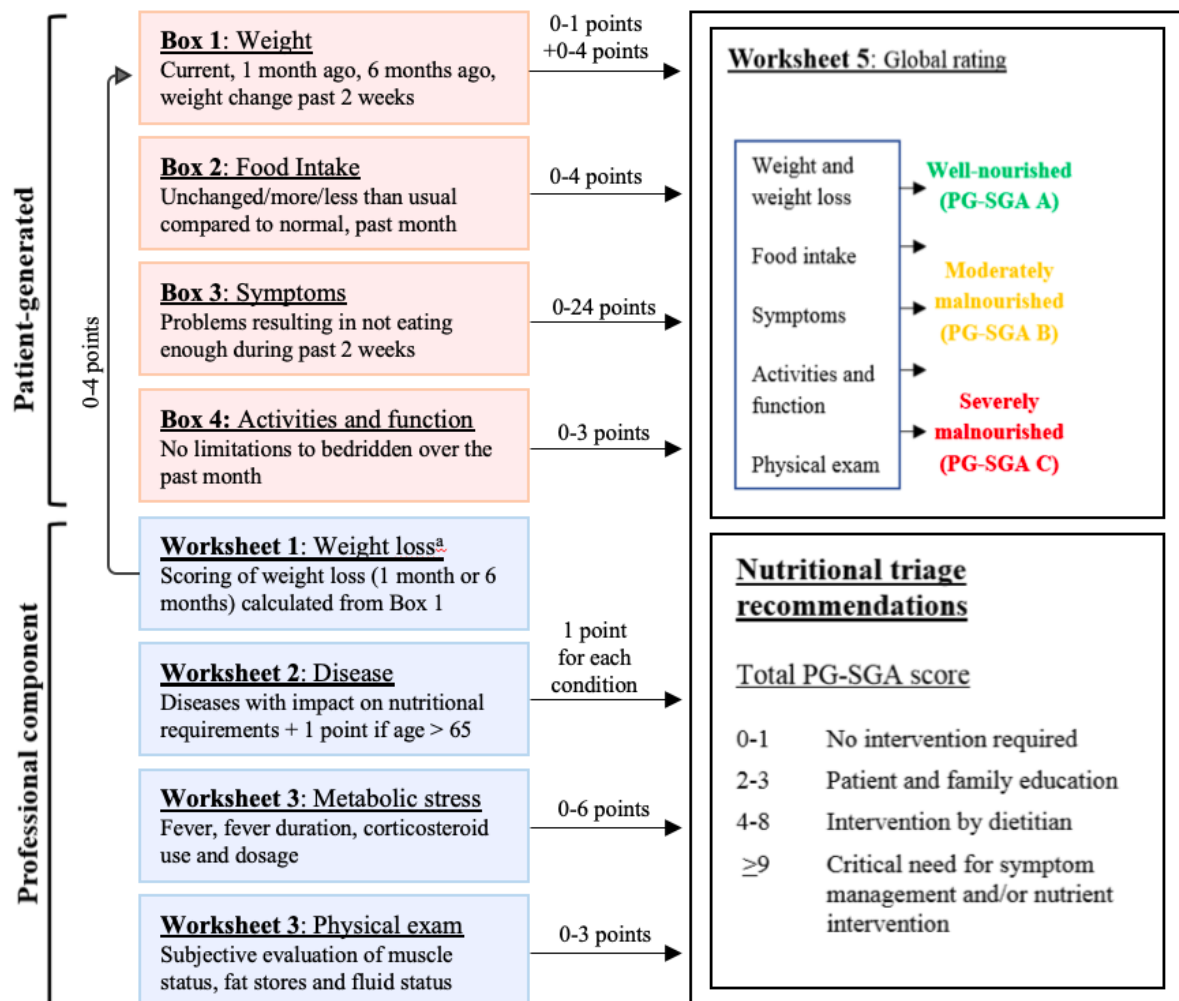 Patient-generated
Professional component
0-4 points
Box 1: Weight
Current, 1 month ago, 6 months ago,
weight change past 2 weeks
0-1 points
+0-4 points
Box 2: Food Intake
Unchanged/more/less than usual
compared to normal, past month
0-4 points
Box 3: Symptoms
Problems resulting in not eating
enough during past 2 weeks
0-24 points
Box 4: Activities and function
No limitations to bedridden over the
past month
0-3 points
Worksheet 1: Weight lossa
Scoring of weight loss (1 month or 6
months) calculated from Box 1
Worksheet 2: Disease
Diseases with impact on nutritional
requirements + 1 point if age > 65
1 point
for each
condition
Worksheet 3: Metabolic stress
Fever, fever duration, corticosteroid
use and dosage
0-6 points
Worksheet 3: Physical exam
Subjective evaluation of muscle
status, fat stores and fluid status
0-3 points
Worksheet 5: Global rating
Weight and
weight loss
Food intake
Symptoms
Activities and
function
Physical exam
Well-nourished
(PG-SGA A)
Moderately
malnourished
(PG-SGA B)
Severely
malnourished
(PG-SGA C)
Nutritional triage
recommendations
Total PG-SGA score
0-1 No intervention required
2-3 Patient and family education
4-8 Intervention by dietitian
≥9 Critical need for symptom
management and/or nutrient
intervention